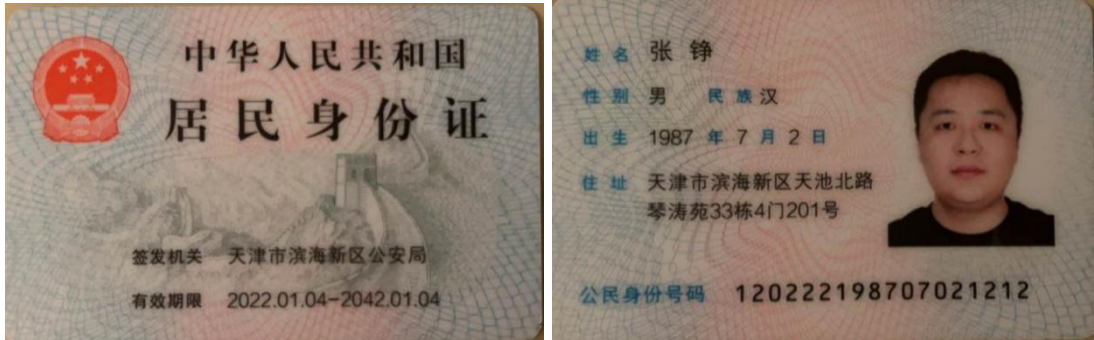 中华人民共和国
居民身份证
签发机关 天津市滨海新区公安局
有效期限 2022.01.04-2042.01.04
姓名 张铮
性别 男 民族 汉
出生 1987 年 7 月 2 日
住址 天津市滨海新区天池北路
琴涛苑33栋4门201号
公民身份号码 120222198707021212